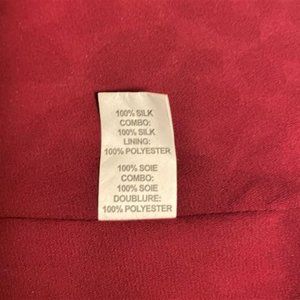 100% SILK
COMBO:
100% SILK
LINING:
100% POLYESTER
100% SOIE
COMBO:
100% SOIE
DOUBLURE:
100% POLYESTER